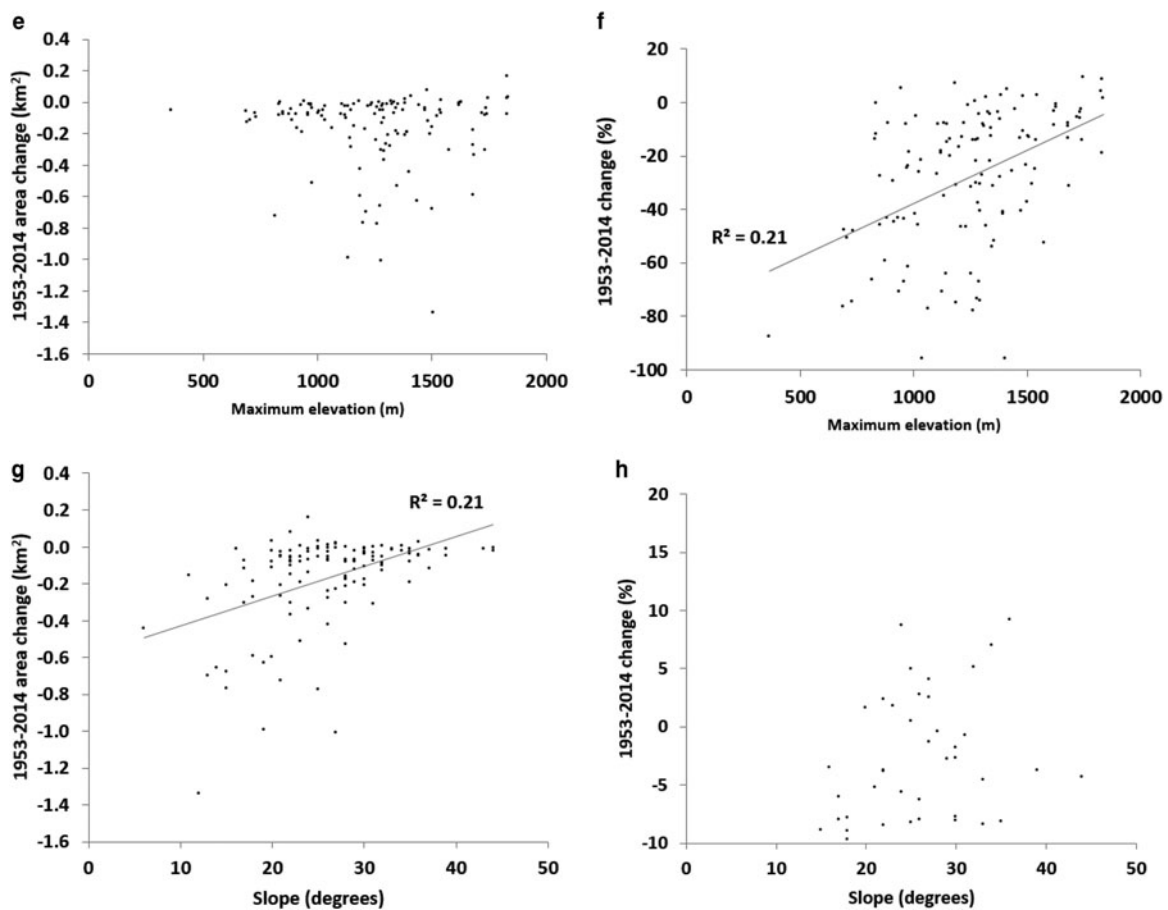 e
0.4
0.2
0.0
-0.2
-0.4
-0.6
-0.8
-1.0
-1.2
-1.4
-1.6
1953-2014 area change (km²)
0 500 1000 1500 2000
Maximum elevation (m)
f
20
0
-20
-40
-60
-80
-100
1953-2014 change (%)
R² = 0.21
0 500 1000 1500 2000
Maximum elevation (m)
g
0.4
0.2
0.0
-0.2
-0.4
-0.6
-0.8
-1.0
-1.2
-1.4
-1.6
1953-2014 area change (km²)
R² = 0.21
0 10 20 30 40 50
Slope (degrees)
h
20
15
10
5
0
-5
-10
1953-2014 change (%)
0 10 20 30 40 50
Slope (degrees)